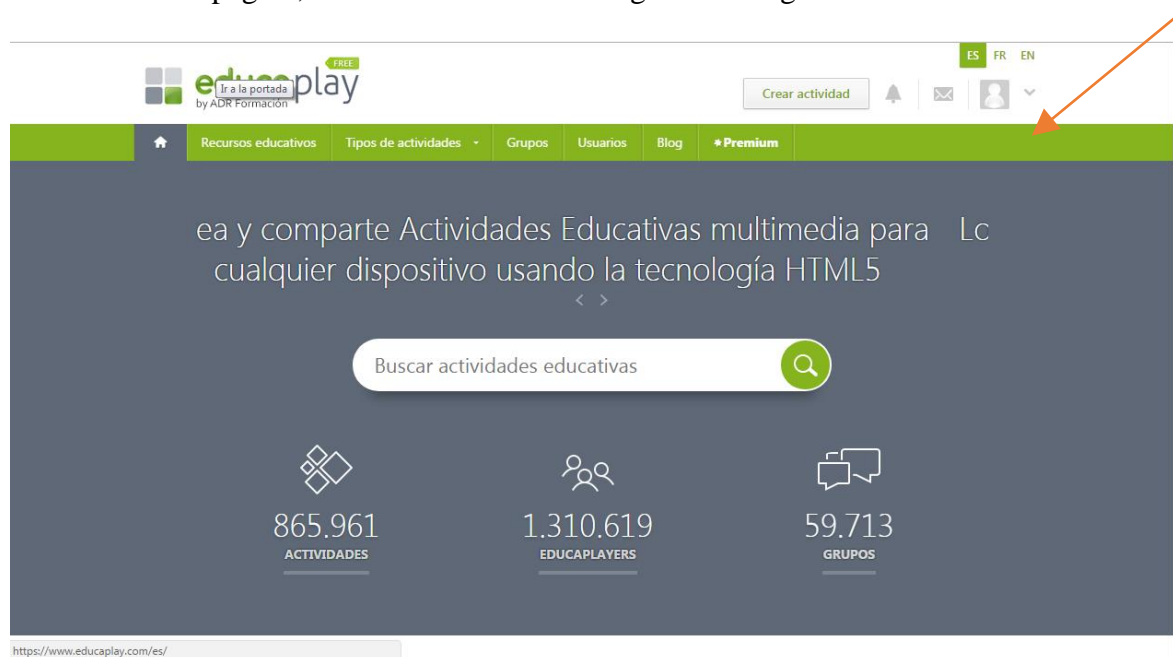 FREE
play
Ir a la portada
by ADR Formación
ES FR EN
Crear actividad
Recursos educativos Tipos de actividades Grupos Usuarios Blog Premium
ea y comparte Actividades Educativas multimedia para Lc
cualquier dispositivo usando la tecnología HTML5
< >
Buscar actividades educativas
865.961 1.310.619 59.713
ACTIVIDADES EDUCAPLAYERS GRUPOS
https://www.educaplay.com/es/